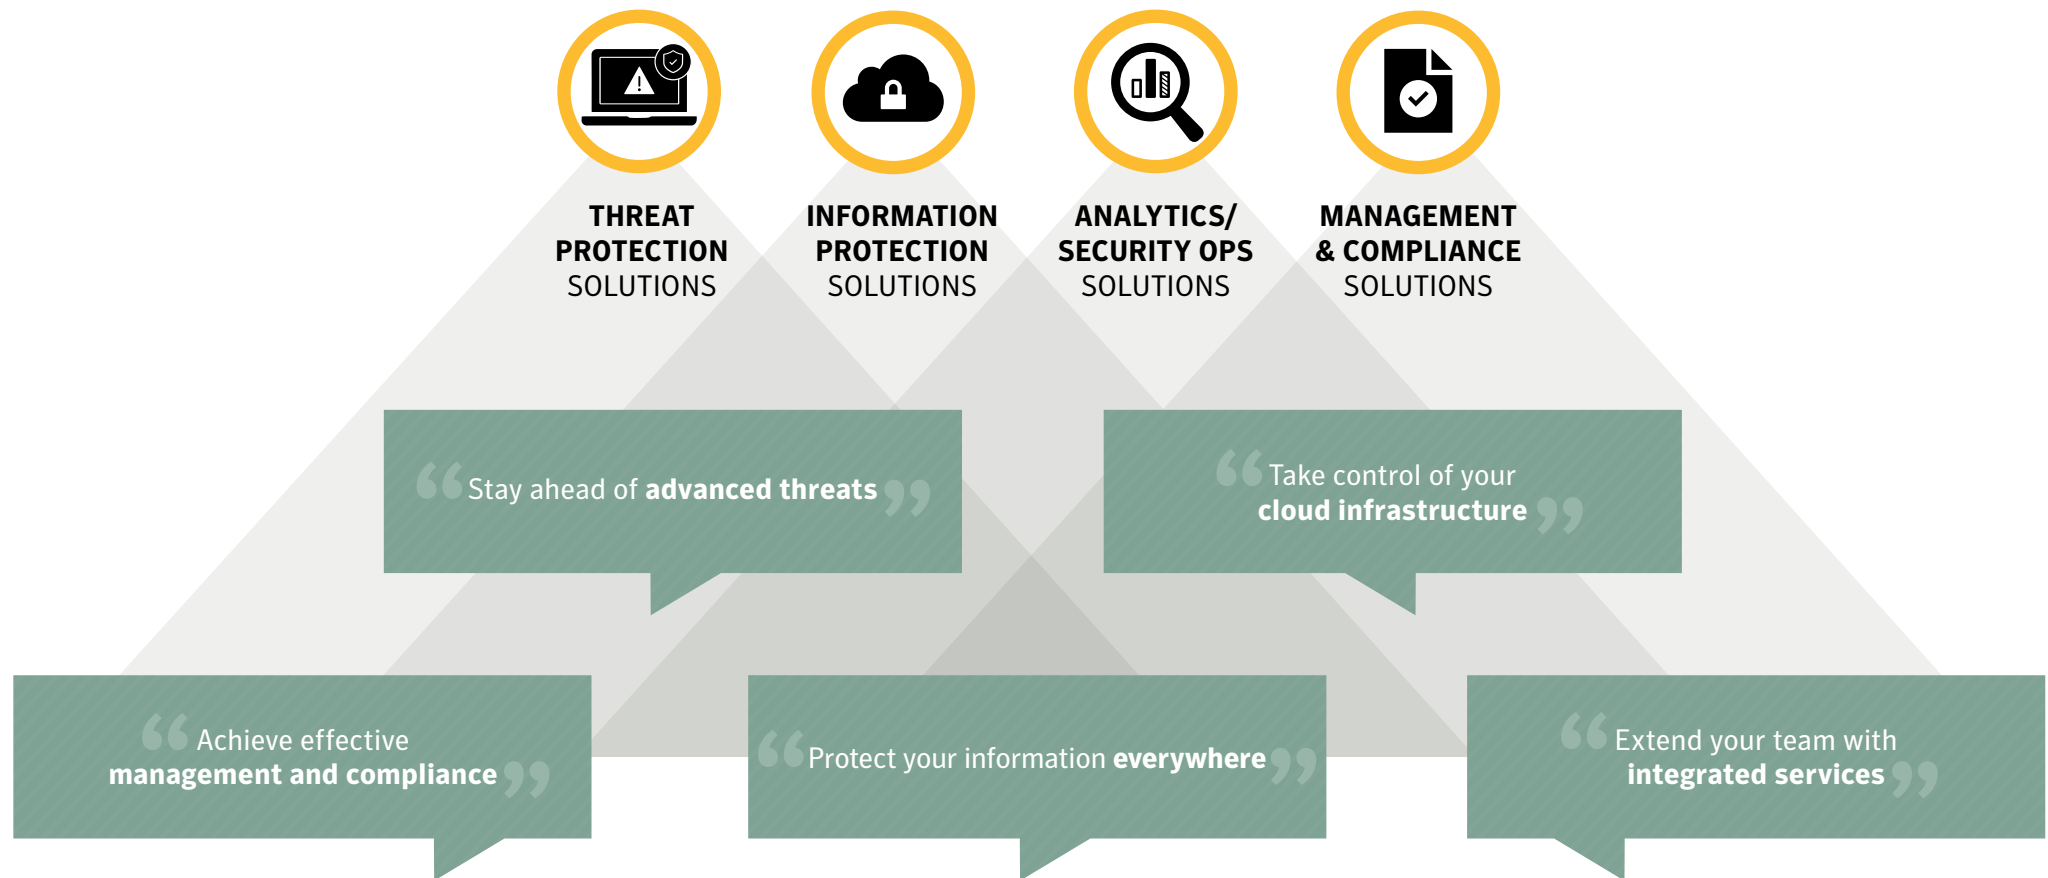 THREAT
PROTECTION
SOLUTIONS
INFORMATION
PROTECTION
SOLUTIONS
ANALYTICS/
SECURITY OPS
SOLUTIONS
MANAGEMENT
& COMPLIANCE
SOLUTIONS
“Stay ahead of advanced threats”
“Take control of your
cloud infrastructure”
“Achieve effective
management and compliance”
“Protect your information everywhere”
“Extend your team with
integrated services”